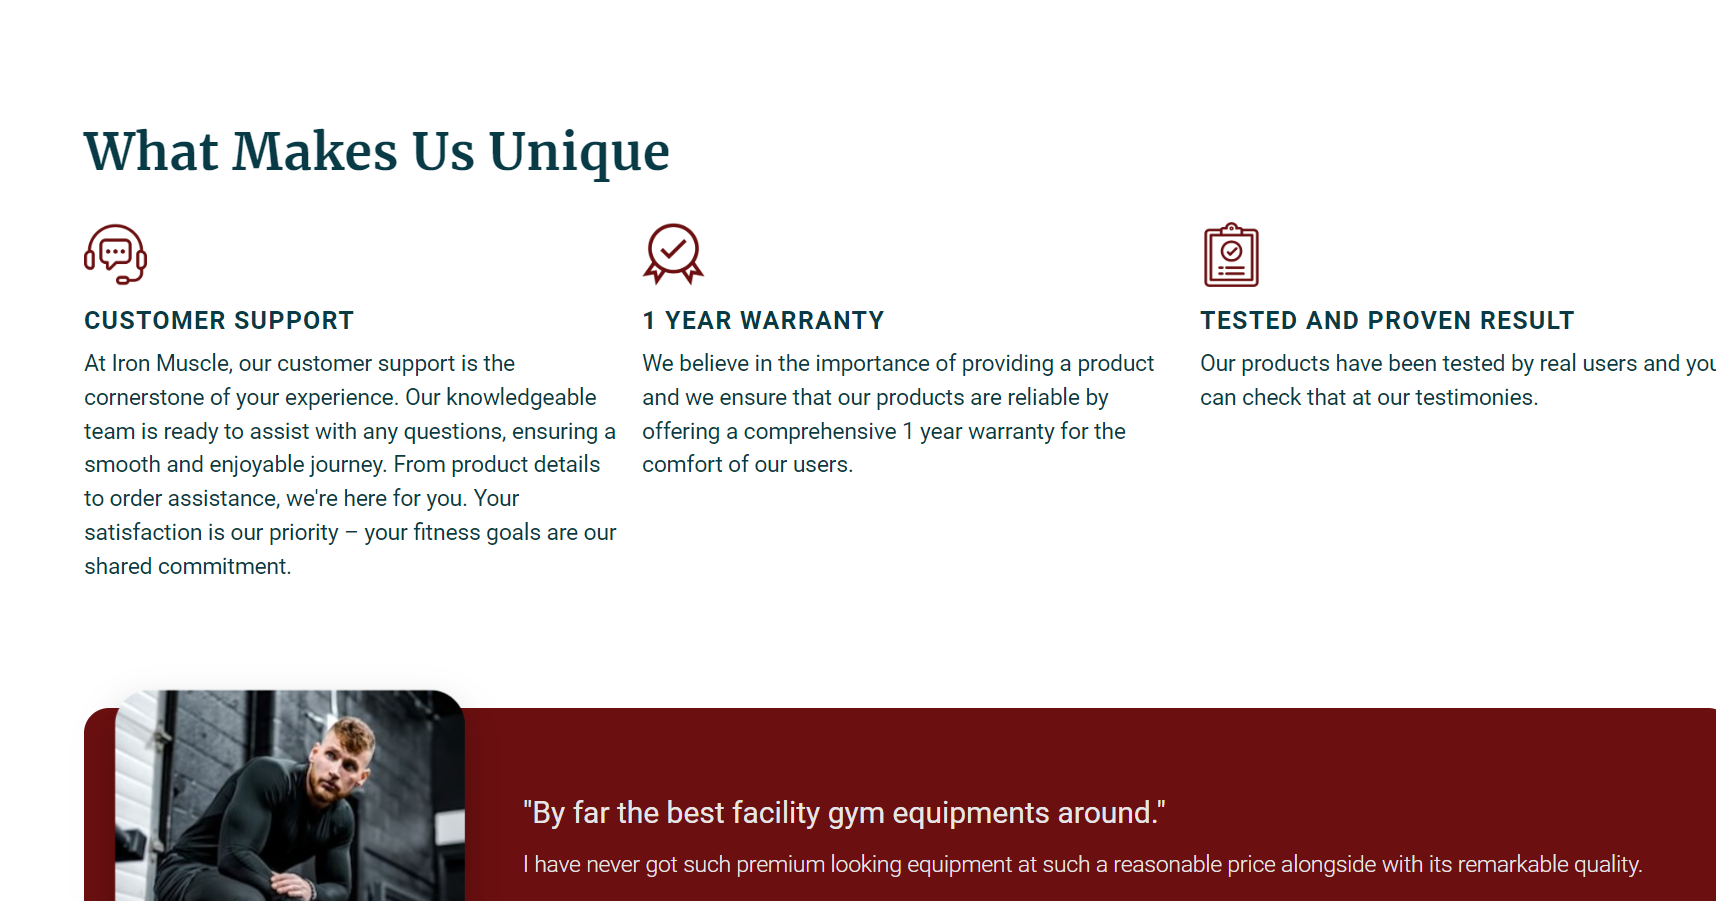 What Makes Us Unique
CUSTOMER SUPPORT
At Iron Muscle, our customer support is the
cornerstone of your experience. Our knowledgeable
team is ready to assist with any questions, ensuring a
smooth and enjoyable journey. From product details
to order assistance, we're here for you. Your
satisfaction is our priority – your fitness goals are our
shared commitment.
1 YEAR WARRANTY
We believe in the importance of providing a product
and we ensure that our products are reliable by
offering a comprehensive 1 year warranty for the
comfort of our users.
TESTED AND PROVEN RESULT
Our products have been tested by real users and you
can check that at our testimonies.
"By far the best facility gym equipments around."
I have never got such premium looking equipment at such a reasonable price alongside with its remarkable quality.